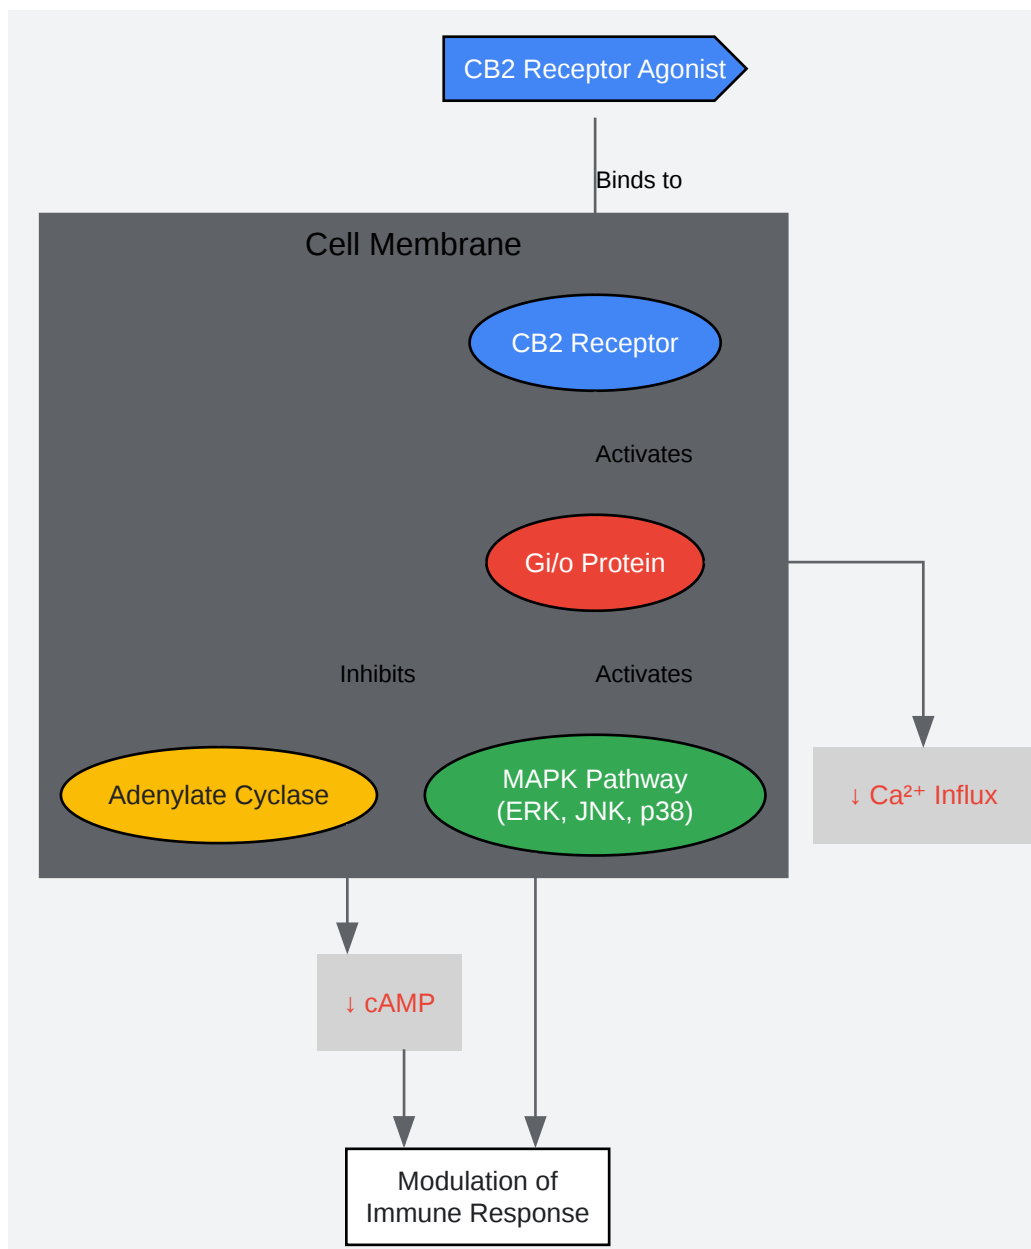 CB2 Receptor Agonist
Binds to
Cell Membrane
CB2 Receptor
Activates
Gi/o Protein
Inhibits
Activates
Adenylate Cyclase
MAPK Pathway
(ERK, JNK, p38)
↓ Ca²⁺ Influx
↓ cAMP
Modulation of
Immune Response